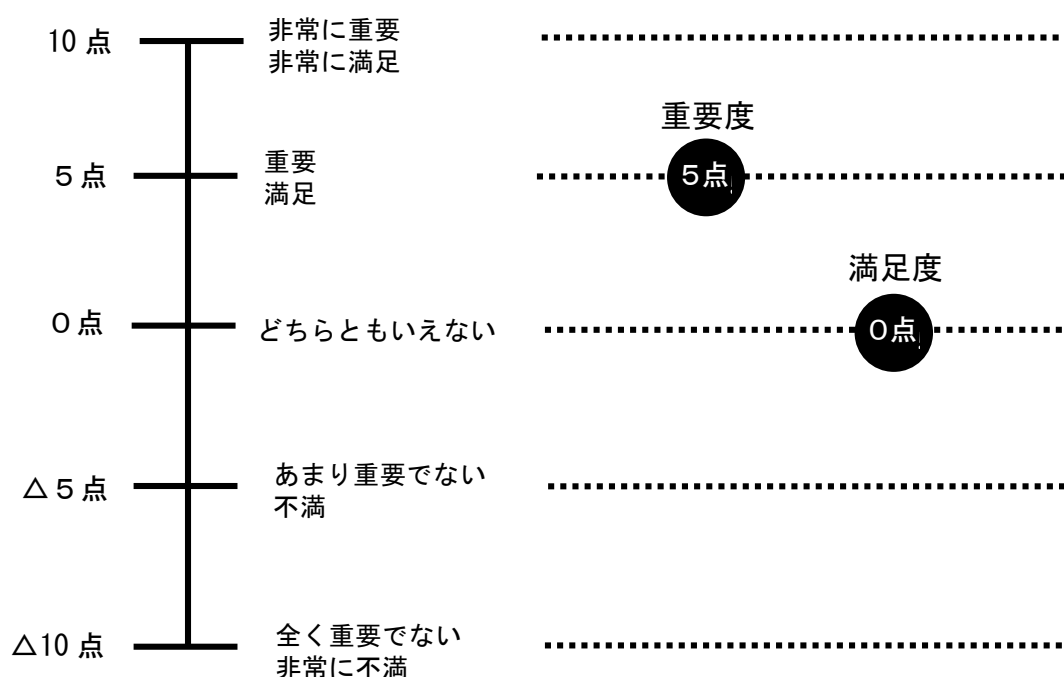 10 点
非常に重要
非常に満足
重要度
5 点
重要
満足
5点
満足度
0 点
どちらともいえない
0点
△ 5 点
あまり重要でない
不満
△10 点
全く重要でない
非常に不満